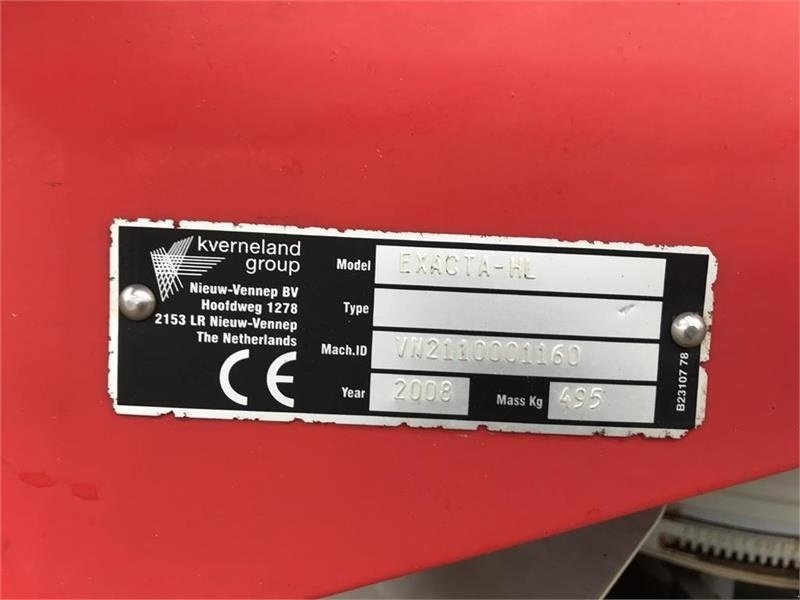 kverneland
group
Nieuw-Vennep BV
Hoofdweg 1278
2153 LR Nieuw-Vennep
The Netherlands
CE
Model EXACTA-HL
Type
Mach.ID VN2110001160
Year 2008 Mass Kg 495
B23107 78